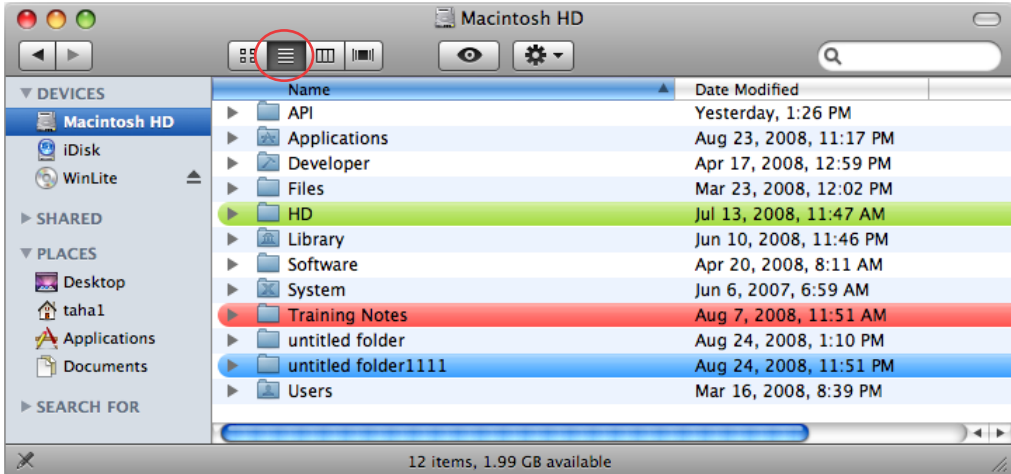 Macintosh HD
DEVICES
Macintosh HD
iDisk
WinLite
SHARED
PLACES
Desktop
taha1
Applications
Documents
SEARCH FOR
Name Date Modified
API Yesterday, 1:26 PM
Applications Aug 23, 2008, 11:17 PM
Developer Apr 17, 2008, 12:59 PM
Files Mar 23, 2008, 12:02 PM
HD Jul 13, 2008, 11:47 AM
Library Jun 10, 2008, 11:46 PM
Software Apr 20, 2008, 8:11 AM
System Jun 6, 2007, 6:59 AM
Training Notes Aug 7, 2008, 11:51 AM
untitled folder Aug 24, 2008, 1:10 PM
untitled folder1111 Aug 24, 2008, 11:51 PM
Users Mar 16, 2008, 8:39 PM
12 items, 1.99 GB available